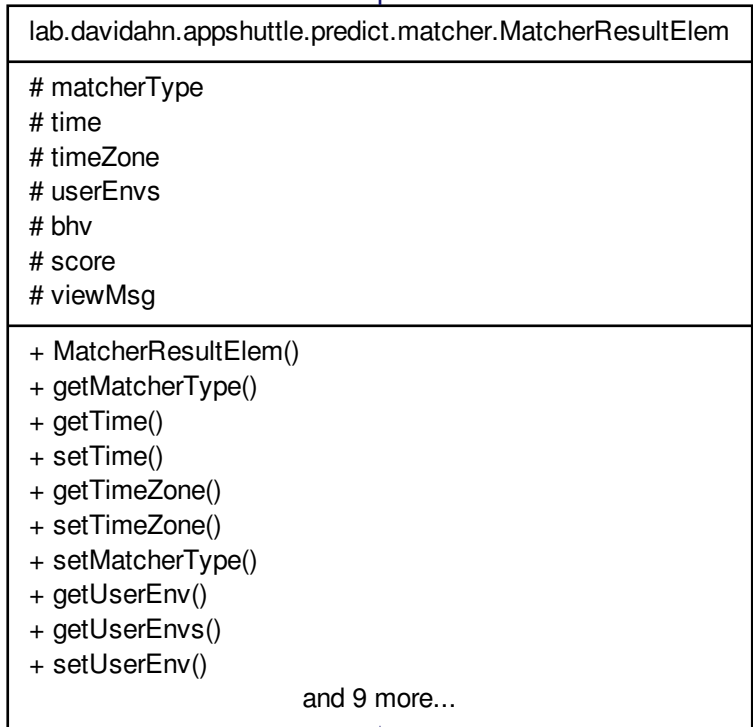 lab.davidahn.appshuttle.predict.matcher.MatcherResultElem
# matcherType
# time
# timeZone
# userEnvs
# bhv
# score
# viewMsg
+ MatcherResultElem()
+ getMatcherType()
+ getTime()
+ setTime()
+ getTimeZone()
+ setTimeZone()
+ setMatcherType()
+ getUserEnv()
+ getUserEnvs()
+ setUserEnv()
and 9 more...